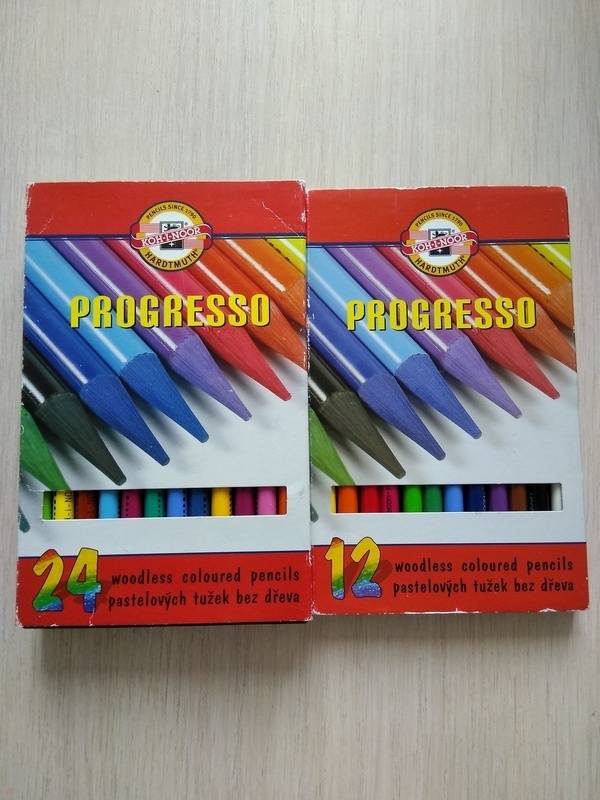 PENCILS SINCE 1790
KOH-I-NOOR
HARDTMUTH
PROGRESSO
24
woodless coloured pencils
pastelových tužek bez dřeva
PENCILS SINCE 1790
KOH-I-NOOR
HARDTMUTH
PROGRESSO
12
woodless coloured pencils
pastelových tužek bez dřeva